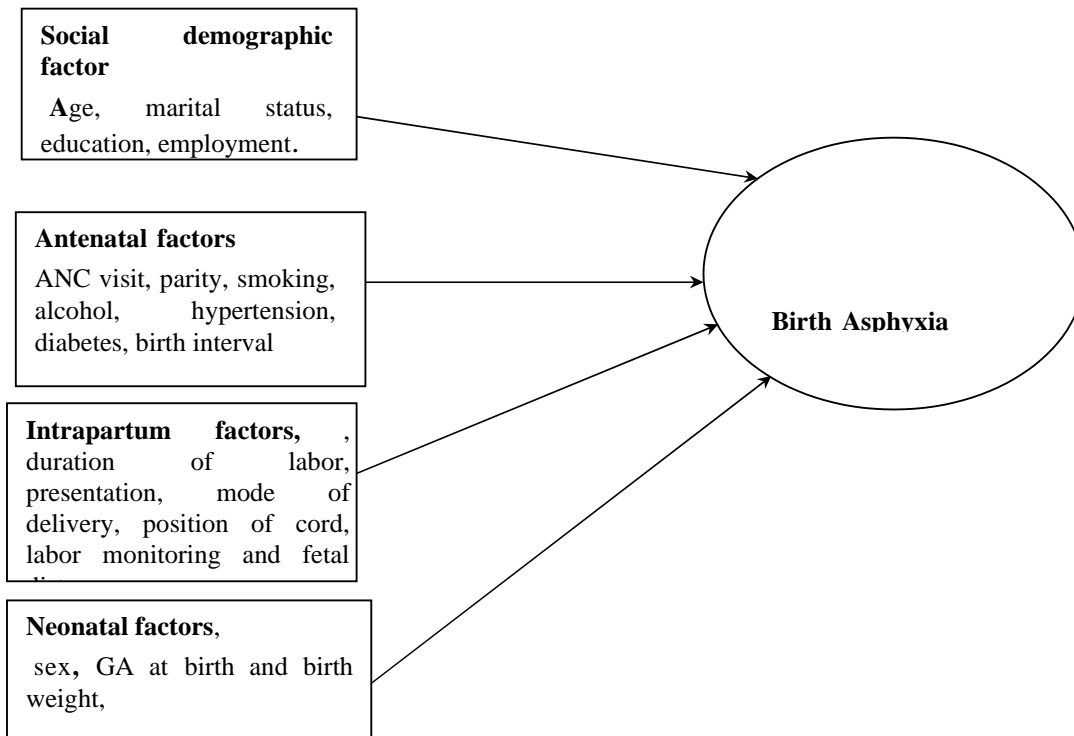 Social demographic
factor
Age, marital status,
education, employment.
Antenatal factors
ANC visit, parity, smoking,
alcohol, hypertension,
diabetes, birth interval
Birth Asphyxia
Intrapartum factors, ,
duration of labor,
presentation, mode of
delivery, position of cord,
labor monitoring and fetal
Neonatal factors,
sex, GA at birth and birth
weight,